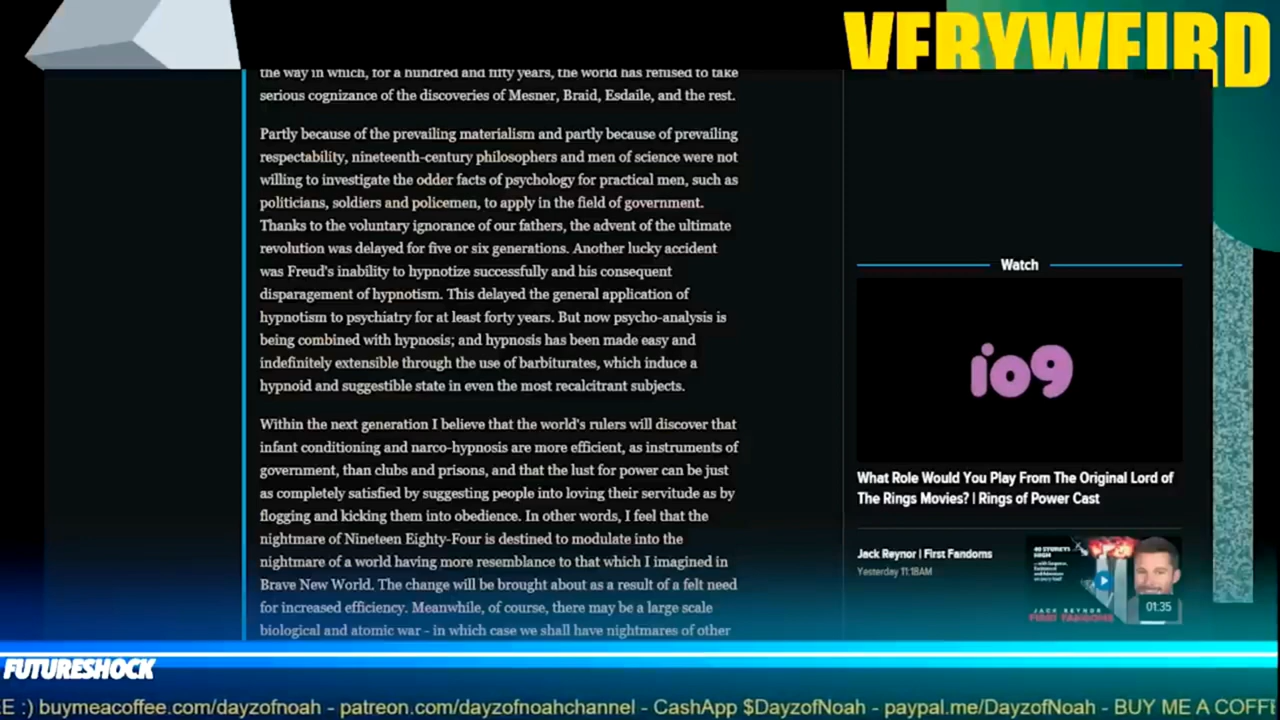 VERYWEIRD
the way in which, for a hundred and fifty years, the world has refused to take
serious cognizance of the discoveries of Mesner, Braid, Esdaile, and the rest.
Partly because of the prevailing materialism and partly because of prevailing
respectability, nineteenth-century philosophers and men of science were not
willing to investigate the odder facts of psychology for practical men, such as
politicians, soldiers and policemen, to apply in the field of government.
Thanks to the voluntary ignorance of our fathers, the advent of the ultimate
revolution was delayed for five or six generations. Another lucky accident
was Freud's inability to hypnotize successfully and his consequent
disparagement of hypnotism. This delayed the general application of
hypnotism to psychiatry for at least forty years. But now psycho-analysis is
being combined with hypnosis; and hypnosis has been made easy and
indefinitely extensible through the use of barbiturates, which induce a
hypnoid and suggestible state in even the most recalcitrant subjects.
Within the next generation I believe that the world's rulers will discover that
infant conditioning and narco-hypnosis are more efficient, as instruments of
government, than clubs and prisons, and that the lust for power can be just
as completely satisfied by suggesting people into loving their servitude as by
flogging and kicking them into obedience. In other words, I feel that the
nightmare of Nineteen Eighty-Four is destined to modulate into the
nightmare of a world having more resemblance to that which I imagined in
Brave New World. The change will be brought about as a result of a felt need
for increased efficiency. Meanwhile, of course, there may be a large scale
biological and atomic war - in which case we shall have nightmares of other
Watch
io9
What Role Would You Play From The Original Lord of
The Rings Movies? | Rings of Power Cast
Jack Reynor | First Fandoms
Yesterday 11:18AM
40 STOREYS
HIGH
JACK REYNOR
FIRST FANDOMS
01:35
FUTURESHOCK
E :) buymeacoffee.com/dayzofnoah - patreon.com/dayzofnoahchannel - CashApp $DayzofNoah - paypal.me/DayzofNoah - BUY ME A COFFE